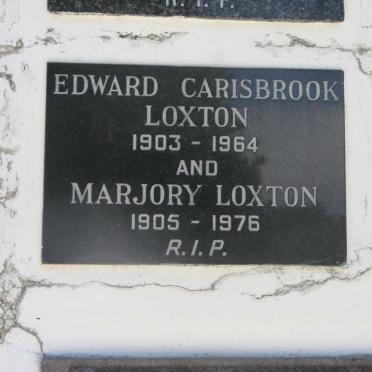 R.I.P.
EDWARD CARISBROOK
LOXTON
1903 - 1964
AND
MARJORY LOXTON
1905 - 1976
R.I.P.